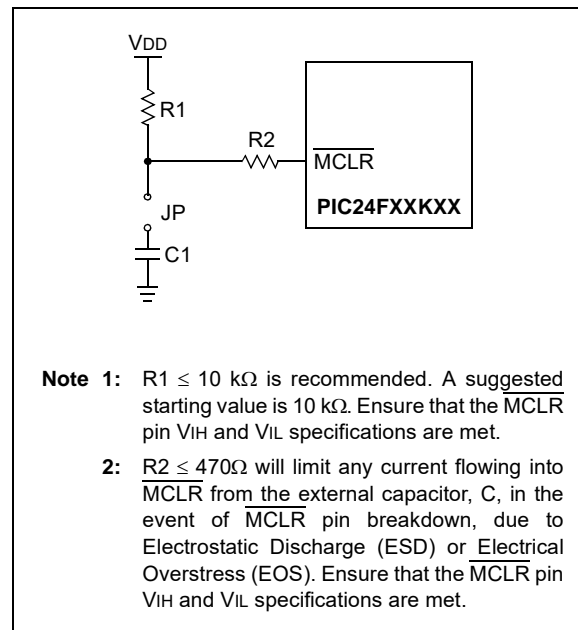 VDD
R1
R2
MCLR
PIC24FXXKXX
JP
C1
Note 1: R1 ≤ 10 kΩ is recommended. A suggested
starting value is 10 kΩ. Ensure that the MCLR
pin VIH and VIL specifications are met.
2: R2 ≤ 470Ω will limit any current flowing into
MCLR from the external capacitor, C, in the
event of MCLR pin breakdown, due to
Electrostatic Discharge (ESD) or Electrical
Overstress (EOS). Ensure that the MCLR pin
VIH and VIL specifications are met.